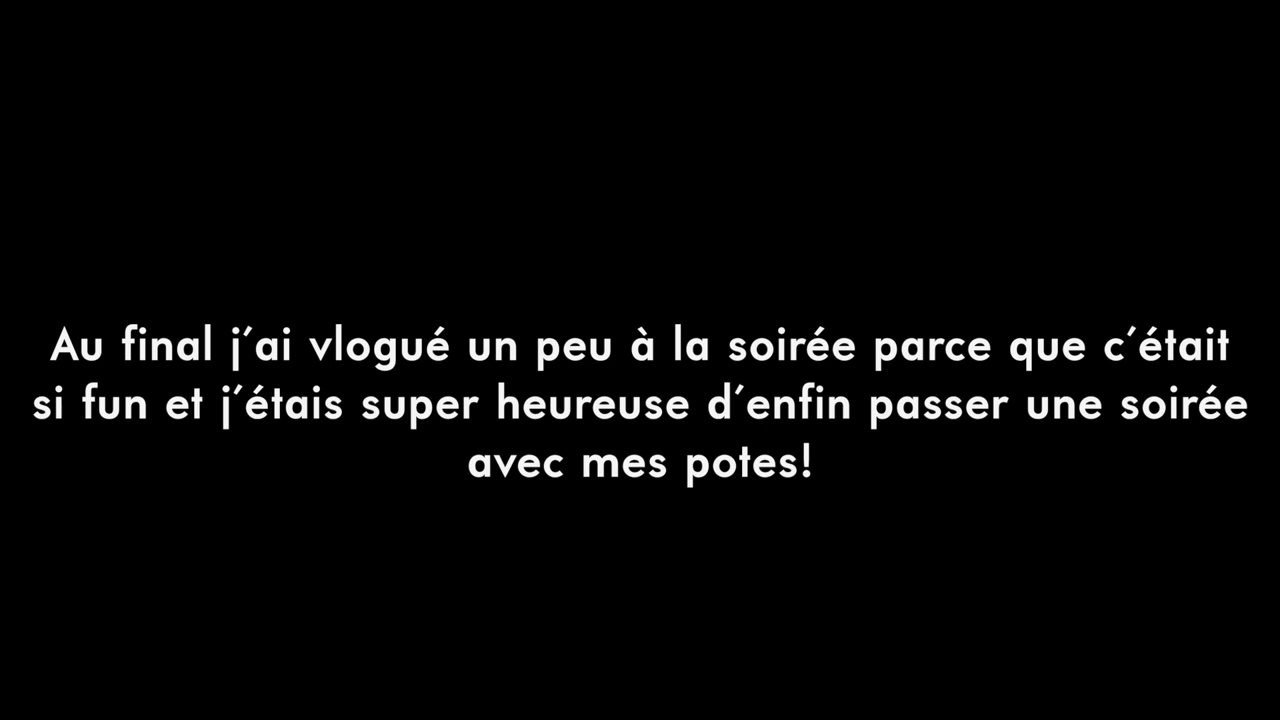 Au final j'ai vlogué un peu à la soirée parce que c'était
si fun et j'étais super heureuse d'enfin passer une soirée
avec mes potes!